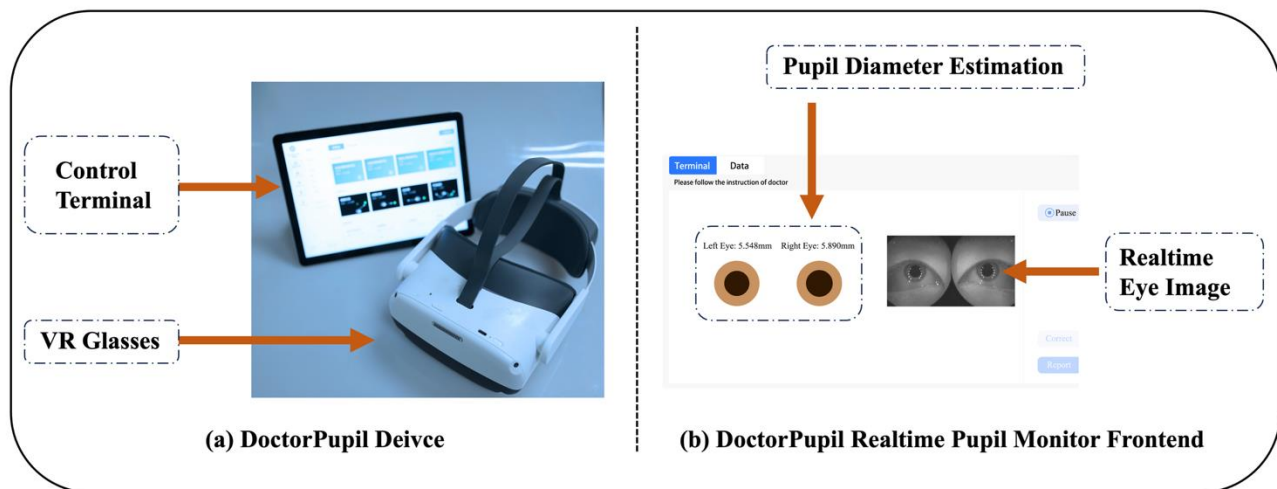 Control
Terminal
VR Glasses
(a) DoctorPupil Deivce
Pupil Diameter Estimation
Terminal Data
Please follow the instruction of doctor
Pause
Left Eye: 5.548mm Right Eye: 5.890mm
Realtime
Eye Image
Correct
Report
(b) DoctorPupil Realtime Pupil Monitor Frontend